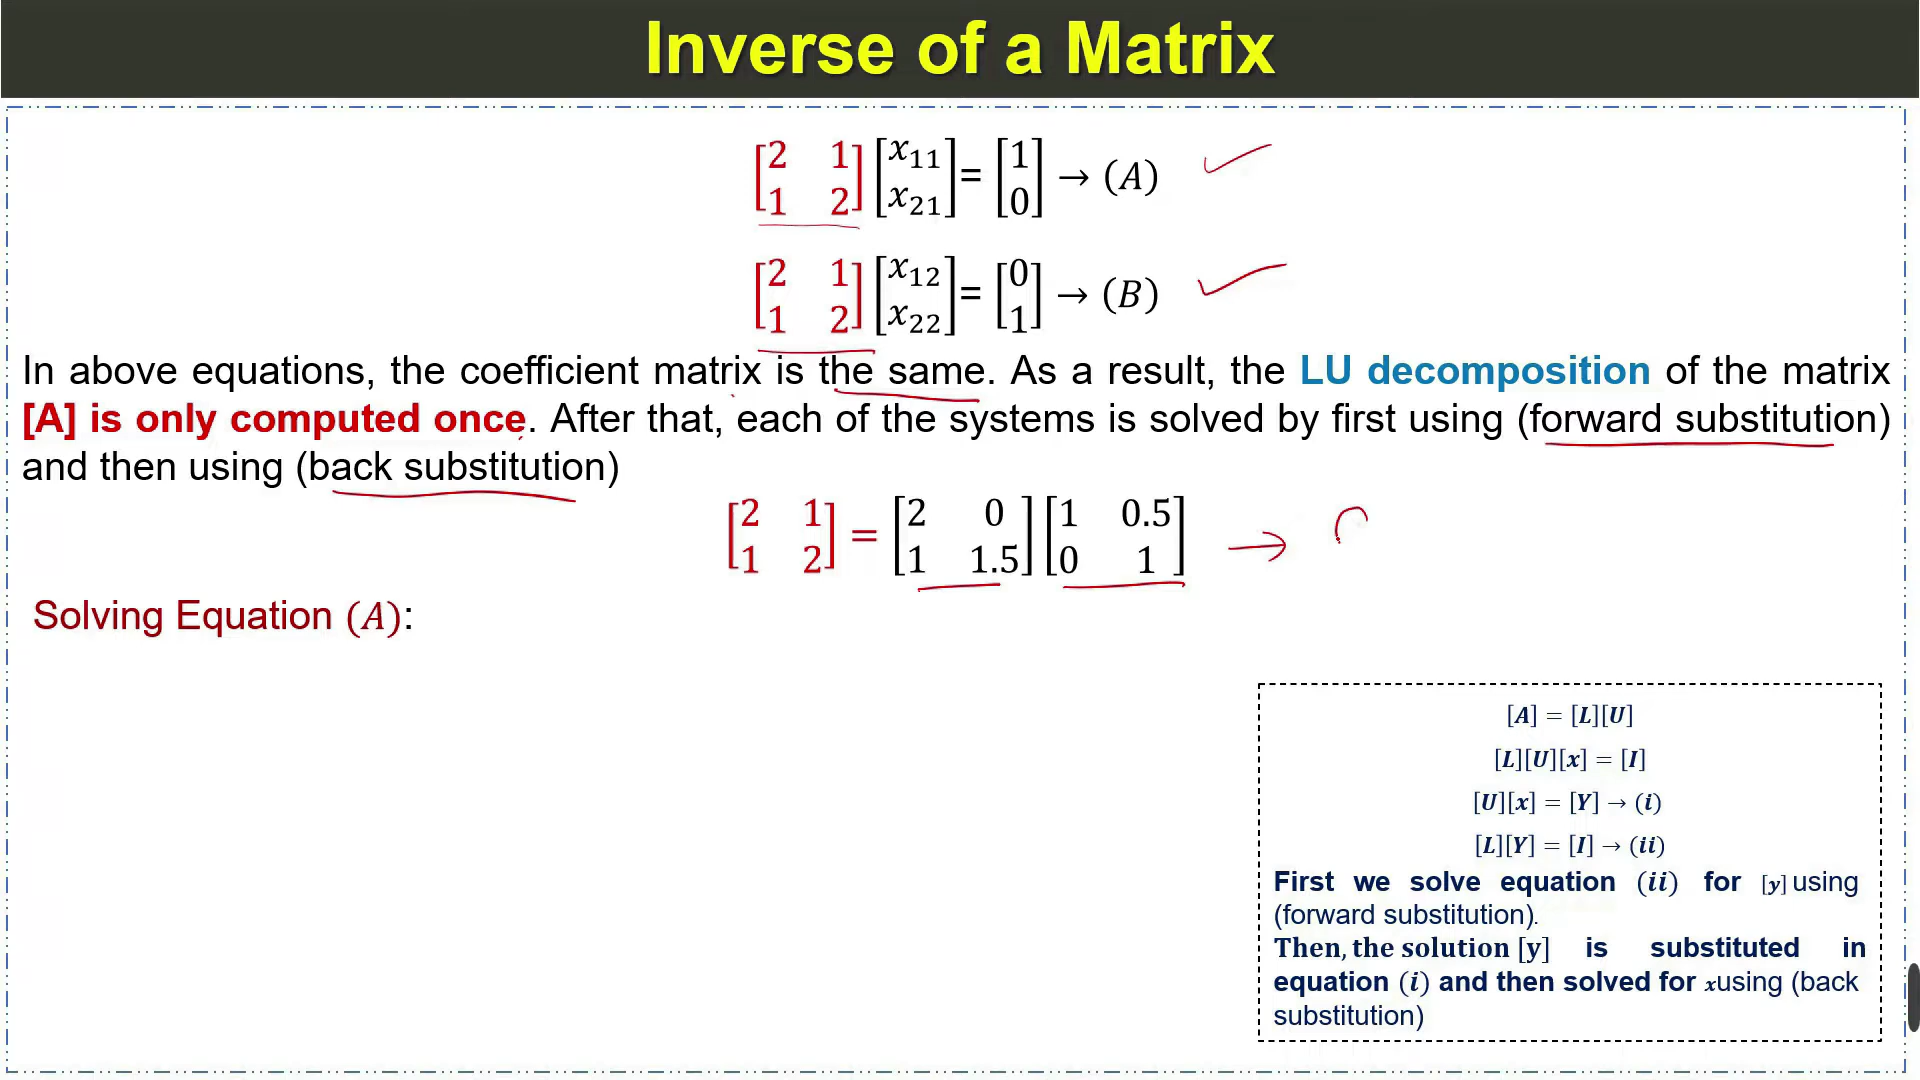 Inverse of a Matrix
[2 1; 1 2] [x₁₁; x₂₁] = [1; 0] → (A)
[2 1; 1 2] [x₁₂; x₂₂] = [0; 1] → (B)
In above equations, the coefficient matrix is the same. As a result, the LU decomposition of the matrix
[A] is only computed once. After that, each of the systems is solved by first using (forward substitution)
and then using (back substitution)
[2 1; 1 2] = [2 0; 1 1.5] [1 0.5; 0 1] →
Solving Equation (A):
[A] = [L][U]
[L][U][x] = [I]
[U][x] = [Y] → (i)
[L][Y] = [I] → (ii)
First we solve equation (ii) for [y] using
(forward substitution).
Then, the solution [y] is substituted in
equation (i) and then solved for x using (back
substitution)